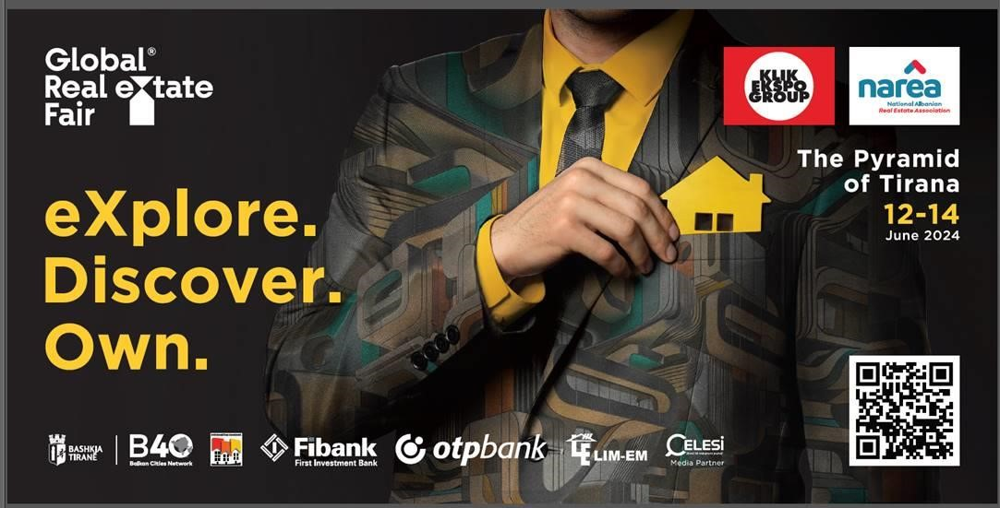 Global®
Real eXtate
Fair
KLIK
EKSPO
GROUP
narea
National Albanian
Real Estate Association
The Pyramid
of Tirana
12-14
June 2024
eXplore.
Discover.
Own.
BASHKIA
TIRANË
B40
Balkan Cities Network
Fibank
First Investment Bank
otpbank
LIM-EM
CELESI
Media Partner